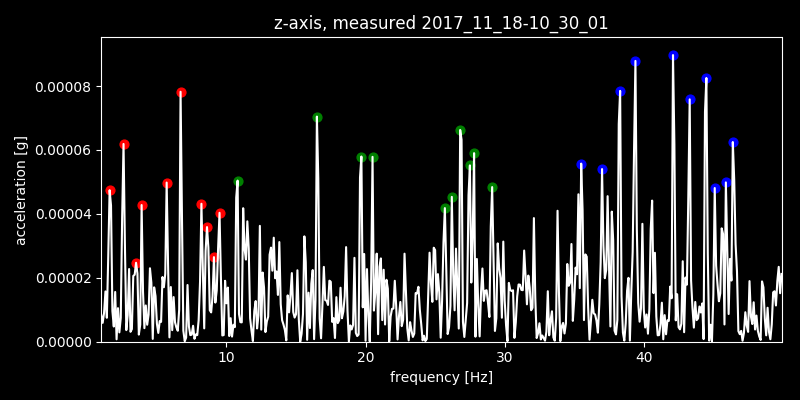 z-axis, measured 2017_11_18-10_30_01
0.00008
0.00006
0.00004
0.00002
0.00000
acceleration [g]
10 20 30 40
frequency [Hz]